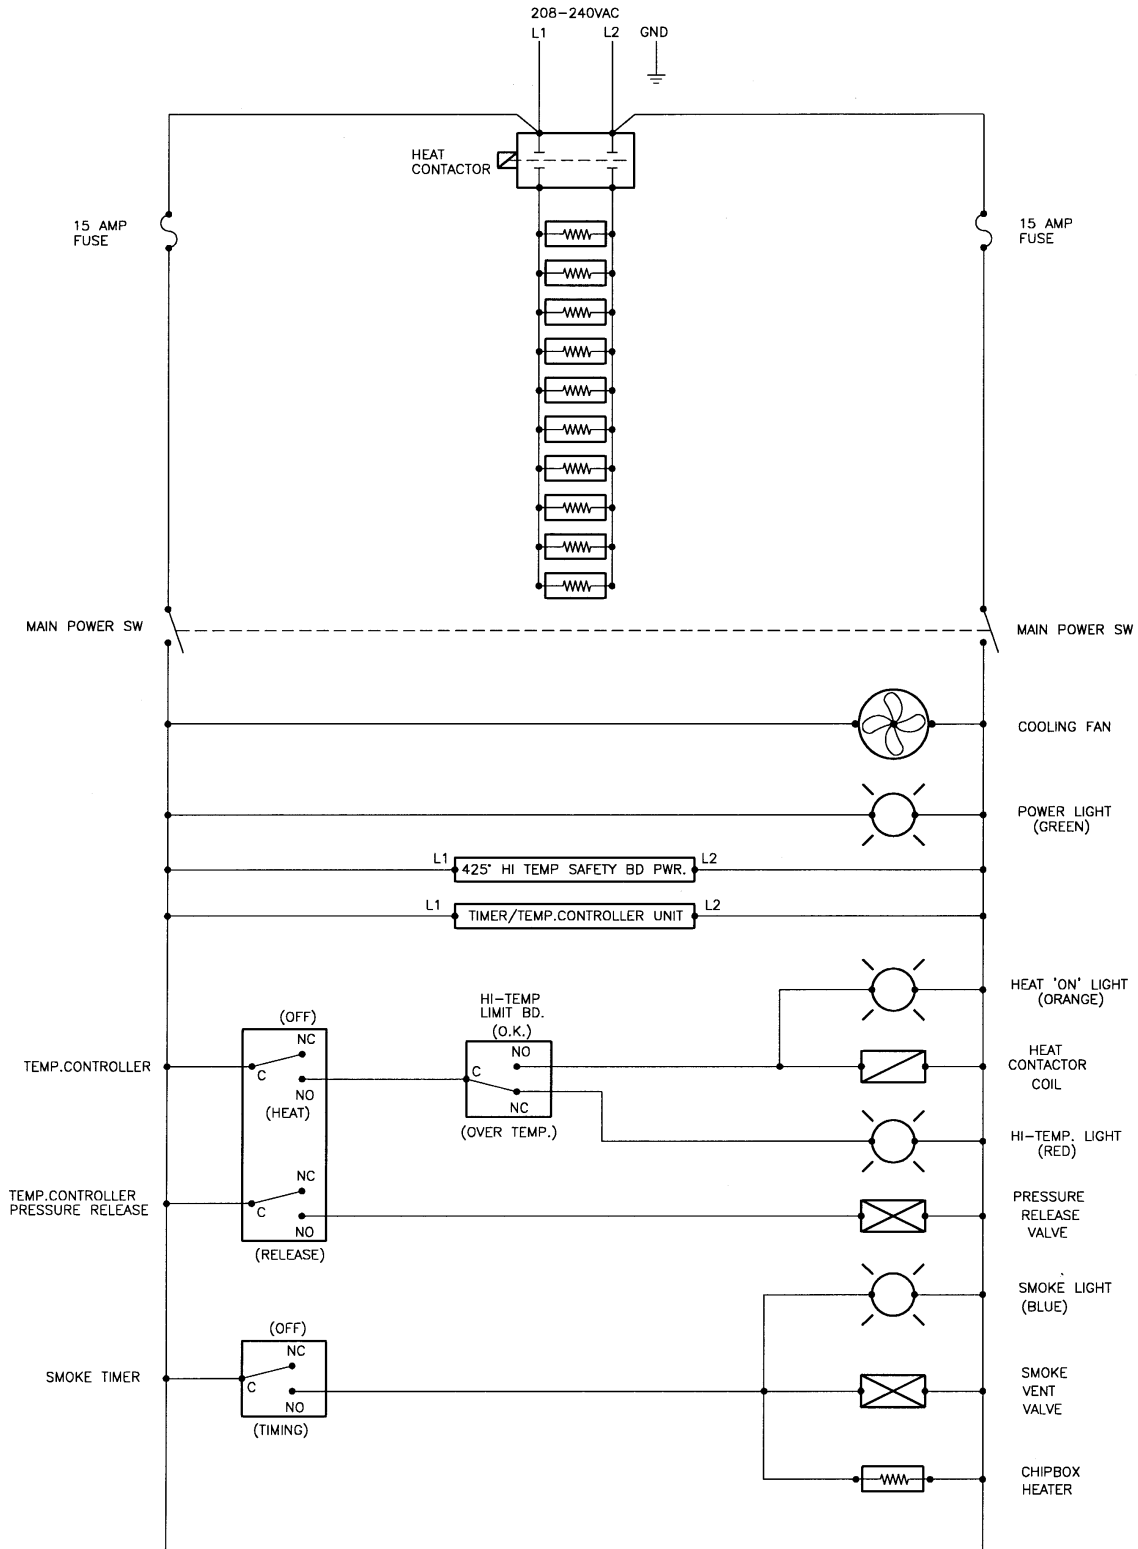 208-240VAC
L1 L2 GND
HEAT
CONTACTOR
15 AMP
FUSE
15 AMP
FUSE
MAIN POWER SW
MAIN POWER SW
COOLING FAN
POWER LIGHT
(GREEN)
L1 425° HI TEMP SAFETY BD PWR. L2
L1 TIMER/TEMP.CONTROLLER UNIT L2
HEAT "ON" LIGHT
(ORANGE)
HI-TEMP
LIMIT BD.
(O.K.)
(OFF)
NC
NO
TEMP.CONTROLLER
C
C
NO
(HEAT)
NC
(OVER TEMP.)
HEAT
CONTACTOR
COIL
HI-TEMP. LIGHT
(RED)
TEMP.CONTROLLER
PRESSURE RELEASE
NC
C
NO
(RELEASE)
PRESSURE
RELEASE
VALVE
SMOKE LIGHT
(BLUE)
(OFF)
NC
SMOKE TIMER
C
NO
(TIMING)
SMOKE
VENT
VALVE
CHIPBOX
HEATER